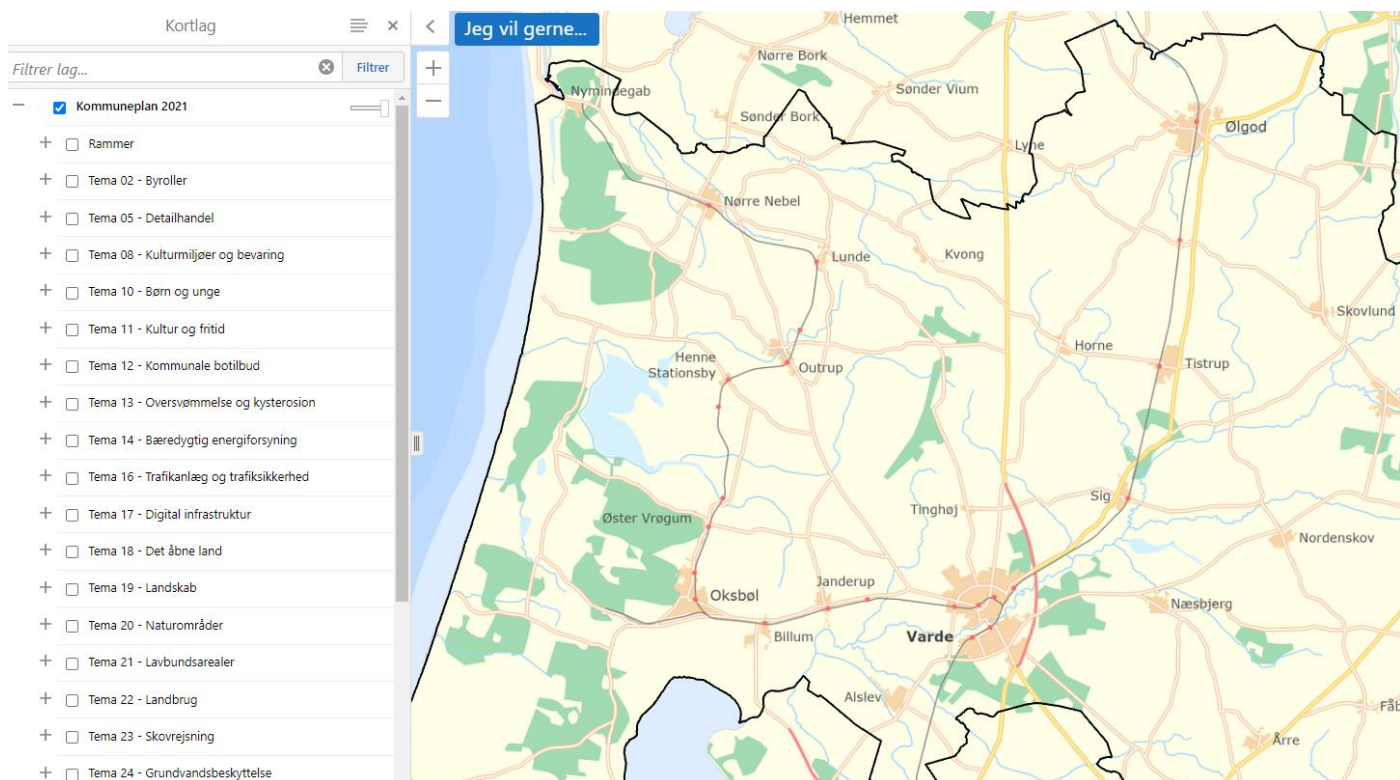 Kortlag
Filtrer lag...
Filtrer
Kommuneplan 2021
Rammer
Tema 02 - Byroller
Tema 05 - Detailhandel
Tema 08 - Kulturmiljøer og bevaring
Tema 10 - Børn og unge
Tema 11 - Kultur og fritid
Tema 12 - Kommunale botilbud
Tema 13 - Oversvømmelse og kysterosion
Tema 14 - Bæredygtig energiforsyning
Tema 16 - Trafikanlæg og trafiksikkerhed
Tema 17 - Digital infrastruktur
Tema 18 - Det åbne land
Tema 19 - Landskab
Tema 20 - Naturområder
Tema 21 - Lavbundsarealer
Tema 22 - Landbrug
Tema 23 - Skovrejsning
Tema 24 - Grundvandsbeskyttelse
Jeg vil gerne...
Hemmet
Nørre Bork
Nymindegab
Sønder Vium
Sønder Bork
Ølgod
Lyne
Nørre Nebel
Lunde
Kvong
Skovlund
Horne
Henne
Stationsby
Outrup
Tistrup
Sig
Tinghøj
Øster Vrøgum
Nordenskov
Janderup
Oksbøl
Næsbjerg
Billum
Varde
Alslev
Fåb
Årre